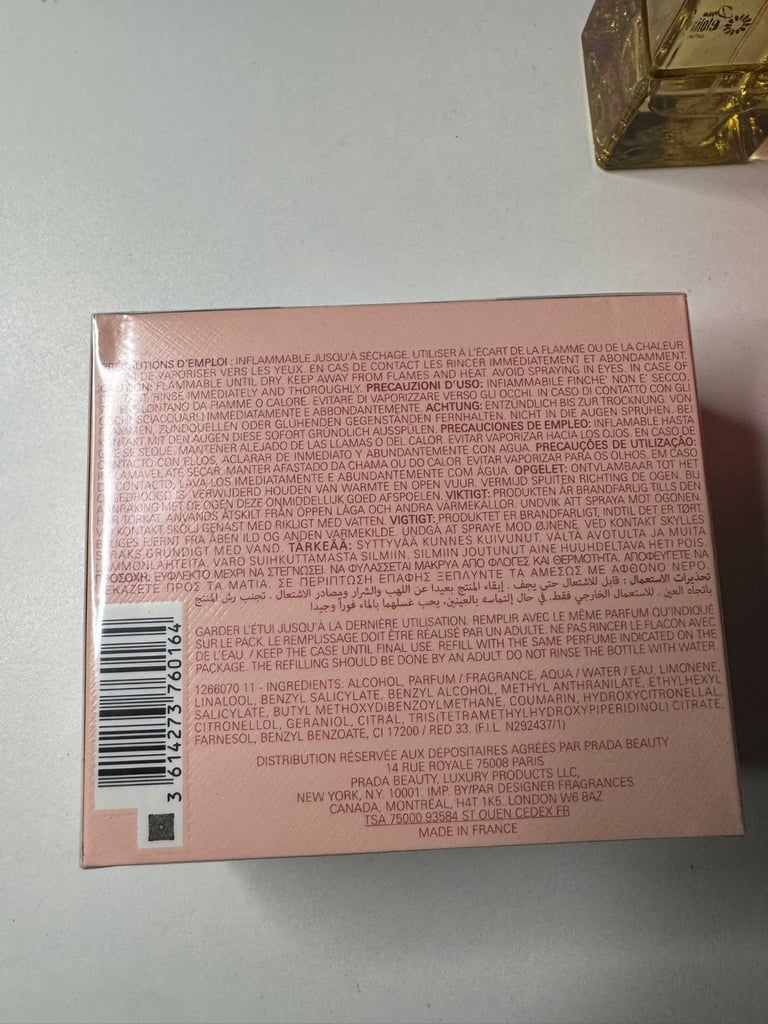 PRÉCAUTIONS D'EMPLOI : INFLAMMABLE JUSQU'À SÉCHAGE. UTILISER À L'ÉCART DE LA FLAMME OU DE LA CHALEUR.
DE VAPORISER VERS LES YEUX. EN CAS DE CONTACT LES RINCER IMMÉDIATEMENT ET ABONDAMMENT.
FLAMMABLE UNTIL DRY. KEEP AWAY FROM FLAMES AND HEAT. AVOID SPRAYING IN EYES. IN CASE OF
RINSE IMMEDIATELY AND THOROUGHLY. PRECAUZIONI D'USO: INFIAMMABILE FINCHE' NON E' SECCO,
LONTANO DA FIAMME O CALORE. EVITARE DI VAPORIZZARE VERSO GLI OCCHI. IN CASO DI CONTATTO CON GLI
SCIACQUARLI IMMEDIATAMENTE E ABBONDANTEMENTE. ACHTUNG: ENTZÜNDLICH BIS ZUR TROCKNUNG. VON
FLAMMEN, ZUNDQUELLEN ODER GLÜHENDEN GEGENSTÄNDEN FERNHALTEN. NICHT IN DIE AUGEN SPRÜHEN. BEI
KONTAKT MIT DEN AUGEN DIESE SOFORT GRÜNDLICH AUSSPÜLEN. PRECAUCIONES DE EMPLEO: INFLAMABLE HASTA
QUE SE SEQUE. MANTENER ALEJADO DE LAS LLAMAS O DEL CALOR. EVITAR VAPORIZAR HACIA LOS OJOS. EN CASO DE
CONTACTO CON ELLOS, ACLARAR DE INMEDIATO Y ABUNDANTEMENTE CON AGUA. PRECAUÇÕES DE UTILIZAÇÃO:
INFLAMÁVEL ATÉ SECAR. MANTER AFASTADO DA CHAMA OU DO CALOR. EVITAR VAPORIZAR PARA OS OLHOS. EM CASO
DE CONTACTO, LAVÁ-LOS IMEDIATAMENTE E ABUNDANTEMENTE COM ÁGUA. OPGELET: ONTVLAMBAAR TOT HET
OPGEDROOGD IS. VERWIJDERD HOUDEN VAN WARMTE EN OPEN VUUR. VERMIJD SPUITEN RICHTING DE OGEN. BIJ
AANRAKING MET DE OGEN DEZE ONMIDDELLIJK GOED AFSPOELEN. VIKTIGT: PRODUKTEN ÄR BRANDFARLIG TILLS DEN
HAR TORKAT. ANVÄNDS ÅTSKILT FRÅN ÖPPEN LÅGA OCH ANDRA VÄRMEKÄLLOR. UNDVIK ATT SPRAYA MOT ÖGONEN.
VID KONTAKT, SKÖLJ GENAST MED RIKLIGT MED VATTEN. VIGTIGT: PRODUKTET ER BRANDFARLIGT, INDTIL DET ER TØRT.
BRUGES FJERNT FRA ÅBEN ILD OG ANDEN VARMEKILDE. UNDGÅ AT SPRAYE MOD ØJNENE. VED KONTAKT SKYLLES
STRAKS GRUNDIGT MED VAND. TÄRKEÄÄ: SYTTYVÄÄ KUNNES KUIVUNUT. VÄLTÄ AVOTULTA JA MUITA
LÄMMÖNLÄHTEITÄ. VARO SUIHKUTTAMASTA SILMIIN. SILMIIN JOUTUNUT AINE HUUHDELTAVA HETI POIS.
ΠΡΟΣΟΧΗ: ΕΥΦΛΕΚΤΟ ΜΕΧΡΙ ΝΑ ΣΤΕΓΝΩΣΕΙ. ΝΑ ΦΥΛΑΣΣΕΤΑΙ ΜΑΚΡΥΑ ΑΠΟ ΦΛΟΓΕΣ ΚΑΙ ΘΕΡΜΟΤΗΤΑ. ΑΠΟΦΕΥΓΕΤΕ ΝΑ
ΨΕΚΑΖΕΤΕ ΠΡΟΣ ΤΑ ΜΑΤΙΑ. ΣΕ ΠΕΡΙΠΤΩΣΗ ΕΠΑΦΗΣ ΞΕΠΛΥΝΤΕ ΤΑ ΑΜΕΣΩΣ ΜΕ ΑΦΘΟΝΟ ΝΕΡΟ.
تحذيرات الاستعمال : قابل للاشتعال حتى يجف . إبقاء المنتج بعيدا عن اللهب والشرار ومصادر الاشتعال . تجنب رش المنتج
باتجاه العين . للاستعمال الخارجي فقط. في حال إلتماسه بالعينين، يجب غسلهما بالماء فورا وجيدا
GARDER L'ÉTUI JUSQU'À LA DERNIÈRE UTILISATION. REMPLIR AVEC LE MÊME PARFUM QU'INDIQUÉ
SUR LE PACK. LE REMPLISSAGE DOIT ÊTRE RÉALISÉ PAR UN ADULTE. NE PAS RINCER LE FLACON AVEC
DE L'EAU. / KEEP THE CASE UNTIL FINAL USE. REFILL WITH THE SAME PERFUME INDICATED ON THE
PACKAGE. THE REFILLING SHOULD BE DONE BY AN ADULT. DO NOT RINSE THE BOTTLE WITH WATER.
1266070 11 - INGREDIENTS. ALCOHOL, PARFUM / FRAGRANCE, AQUA / WATER / EAU, LIMONENE,
LINALOOL, BENZYL SALICYLATE, BENZYL ALCOHOL, METHYL ANTHRANILATE, ETHYLHEXYL
SALICYLATE, BUTYL METHOXYDIBENZOYLMETHANE, COUMARIN, HYDROXYCITRONELLAL,
CITRONELLOL, GERANIOL, CITRAL, TRIS(TETRAMETHYLHYDROXYPIPERIDINOL) CITRATE,
FARNESOL, BENZYL BENZOATE, CI 17200 / RED 33. (F.I.L. N292437/1)
DISTRIBUTION RÉSERVÉE AUX DÉPOSITAIRES AGRÉÉS PAR PRADA BEAUTY
14 RUE ROYALE 75008 PARIS
PRADA BEAUTY, LUXURY PRODUCTS LLC,
NEW YORK, N.Y. 10001. IMP. BY/PAR DESIGNER FRAGRANCES
CANADA, MONTRÉAL, H4T 1K5. LONDON W6 8AZ
TSA 75000 93584 ST OUEN CEDEX FR
MADE IN FRANCE
3 614273 760164